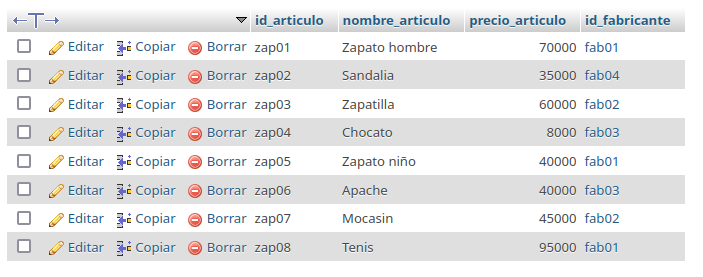 id_articulo nombre_articulo precio_articulo id_fabricante
Editar Copiar Borrar zap01 Zapato hombre 70000 fab01
Editar Copiar Borrar zap02 Sandalia 35000 fab04
Editar Copiar Borrar zap03 Zapatilla 60000 fab02
Editar Copiar Borrar zap04 Chocato 8000 fab03
Editar Copiar Borrar zap05 Zapato niño 40000 fab01
Editar Copiar Borrar zap06 Apache 40000 fab03
Editar Copiar Borrar zap07 Mocasin 45000 fab02
Editar Copiar Borrar zap08 Tenis 95000 fab01